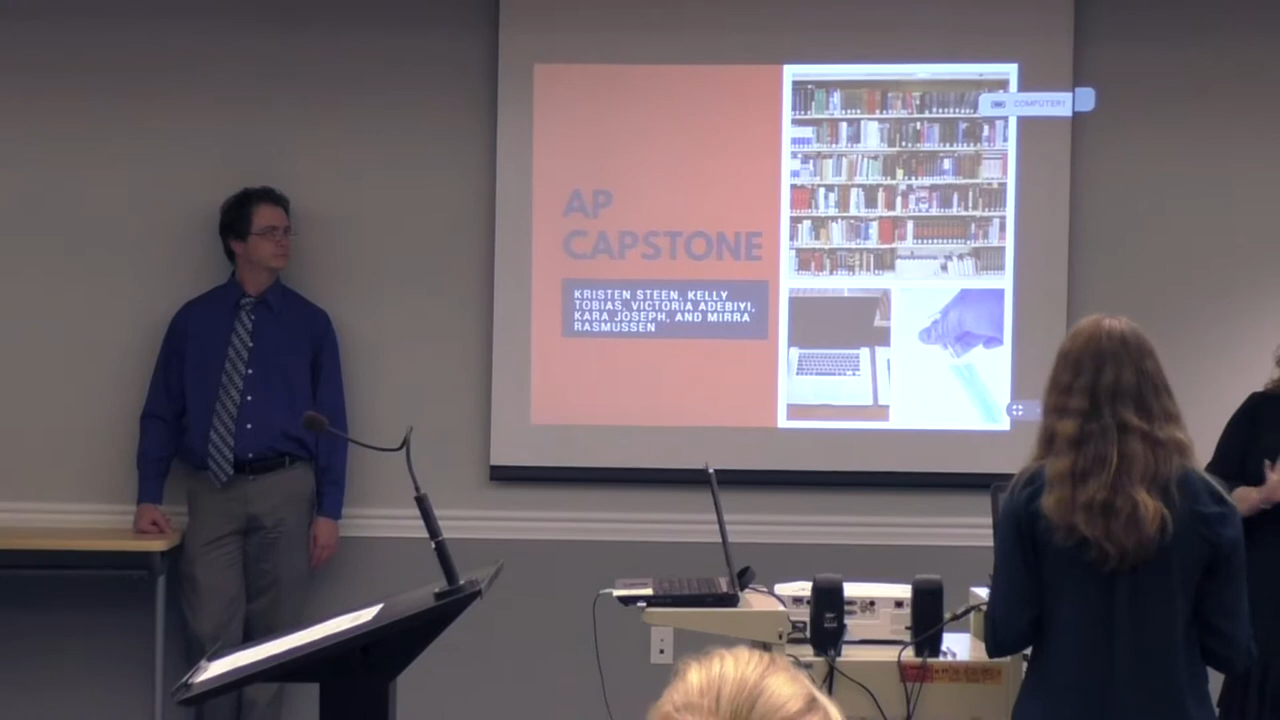 AP
CAPSTONE
KRISTEN STEEN, KELLY
TOBIAS, VICTORIA ADEBIYI,
KARA JOSEPH, AND MIRRA
RASMUSSEN
COMPUTER1